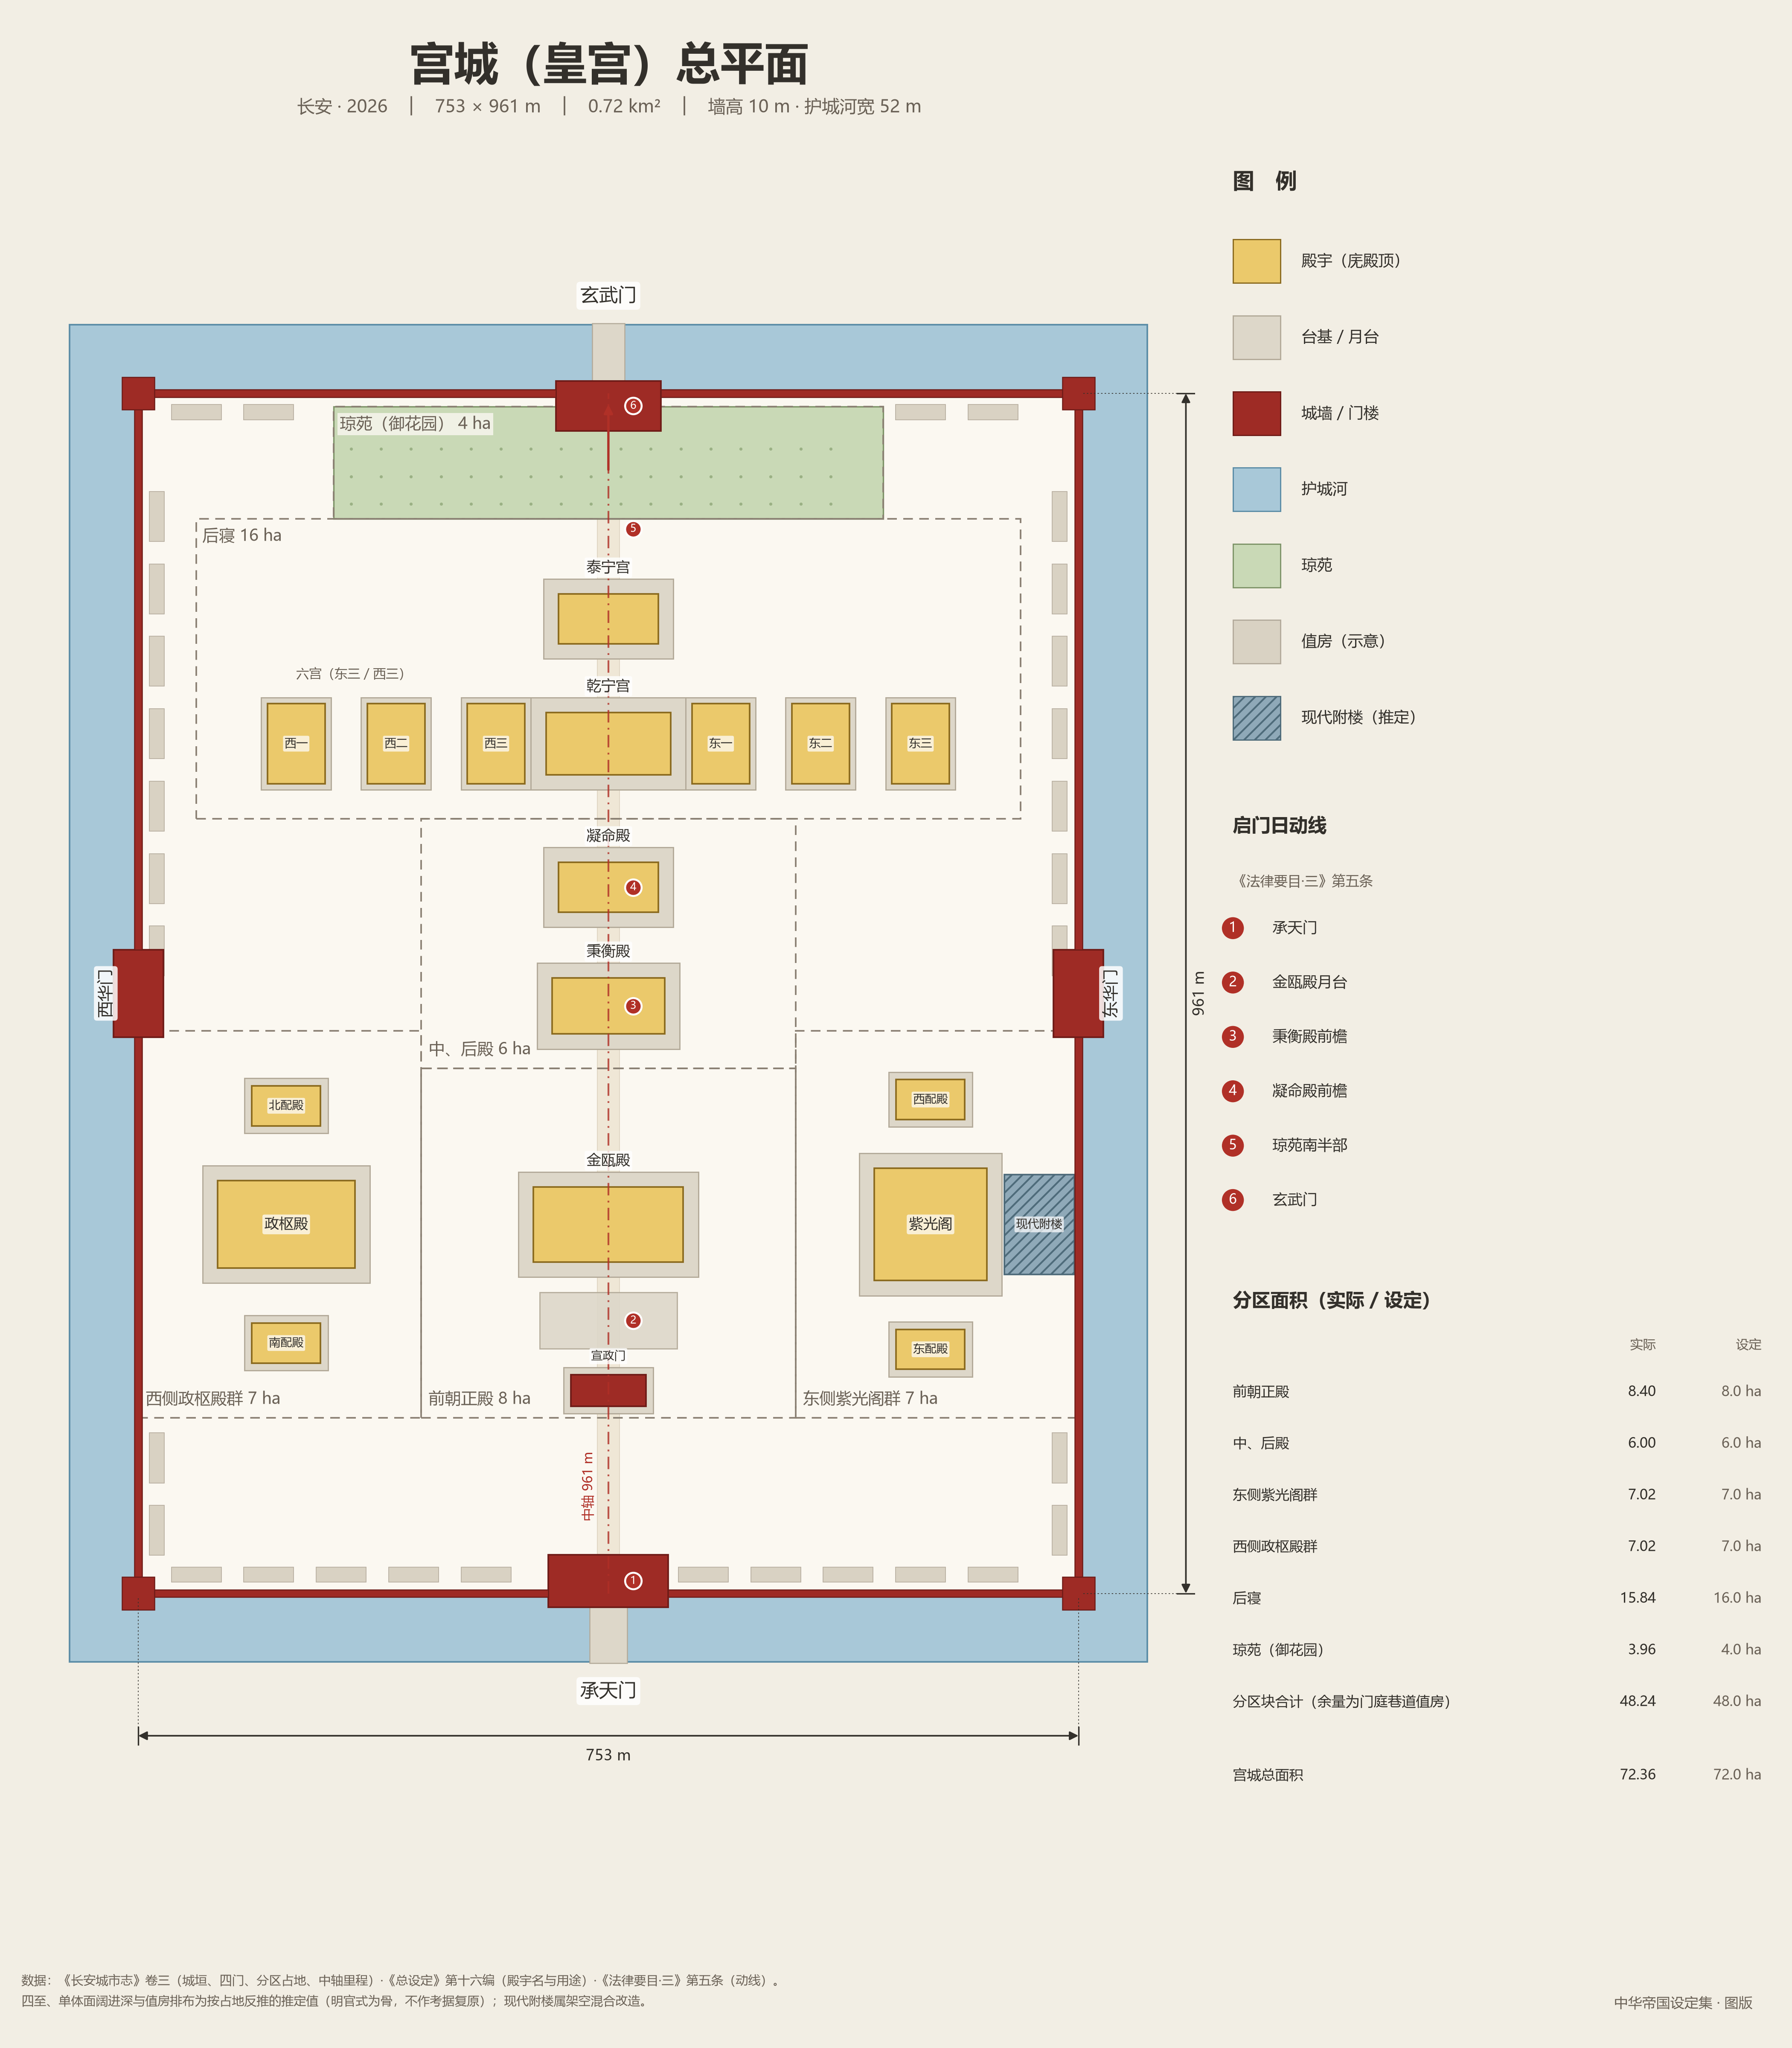 宫城（皇宫）总平面
长安 · 2026 | 753 × 961 m | 0.72 km² | 墙高 10 m · 护城河宽 52 m
玄武门
6
琼苑（御花园） 4 ha
5
后寝 16 ha
泰宁宫
六宫（东三 / 西三）
乾宁宫
西一
西二
西三
东一
东二
东三
凝命殿
4
秉衡殿
3
西华门
东华门
961 m
中、后殿 6 ha
北配殿
西配殿
金瓯殿
政枢殿
紫光阁
现代附楼
2
南配殿
东配殿
宣政门
西侧政枢殿群 7 ha
前朝正殿 8 ha
东侧紫光阁群 7 ha
中轴 961 m
1
承天门
753 m
图 例
殿宇（庑殿顶）
台基 / 月台
城墙 / 门楼
护城河
琼苑
值房（示意）
现代附楼（推定）
启门日动线
《法律要目·三》第五条
1 承天门
2 金瓯殿月台
3 秉衡殿前檐
4 凝命殿前檐
5 琼苑南半部
6 玄武门
分区面积（实际 / 设定）
实际 设定
前朝正殿 8.40 8.0 ha
中、后殿 6.00 6.0 ha
东侧紫光阁群 7.02 7.0 ha
西侧政枢殿群 7.02 7.0 ha
后寝 15.84 16.0 ha
琼苑（御花园） 3.96 4.0 ha
分区块合计（余量为门庭巷道值房） 48.24 48.0 ha
宫城总面积 72.36 72.0 ha
数据：《长安城市志》卷三（城垣、四门、分区占地、中轴里程）·《总设定》第十六编（殿宇名与用途）·《法律要目·三》第五条（动线）。
四至、单体面阔进深与值房排布为按占地反推的推定值（明官式为骨，不作考据复原）；现代附楼属架空混合改造。
中华帝国设定集 · 图版